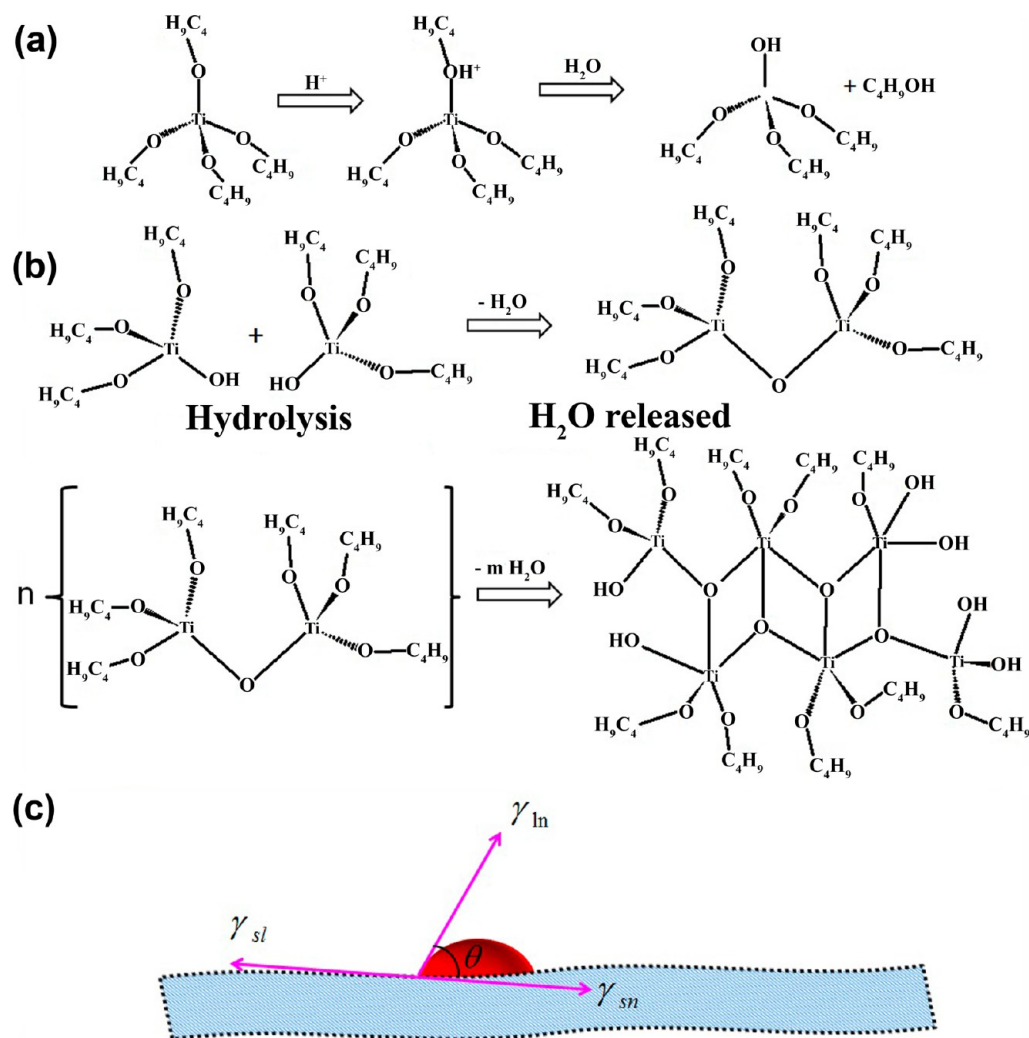 (a)
H₉C₄ O Ti O O O H₉C₄ C₄H₉ C₄H₉
H⁺
H₉C₄ OH⁺ Ti O O O H₉C₄ C₄H₉ C₄H₉
H₂O
OH O O O H₉C₄ C₄H₉ C₄H₉
+ C₄H₉OH
(b)
H₉C₄ O H₉C₄ O Ti H₉C₄ O OH
+
H₉C₄ C₄H₉ O O Ti HO O C₄H₉
- H₂O
H₉C₄ O H₉C₄ O Ti H₉C₄ O O H₉C₄ C₄H₉ O O Ti O C₄H₉
Hydrolysis
H₂O released
n
H₉C₄ O H₉C₄ O Ti H₉C₄ O O H₉C₄ C₄H₉ O O Ti O C₄H₉
- m H₂O
H₉C₄ H₉C₄ C₄H₉ C₄H₉ OH
H₉C₄ O O O O O
Ti Ti Ti OH
HO O O OH
HO O O
Ti Ti Ti OH
H₉C₄ O O O O C₄H₉ O C₄H₉
C₄H₉ C₄H₉
(c)
γ ln
γ sl
θ
γ sn